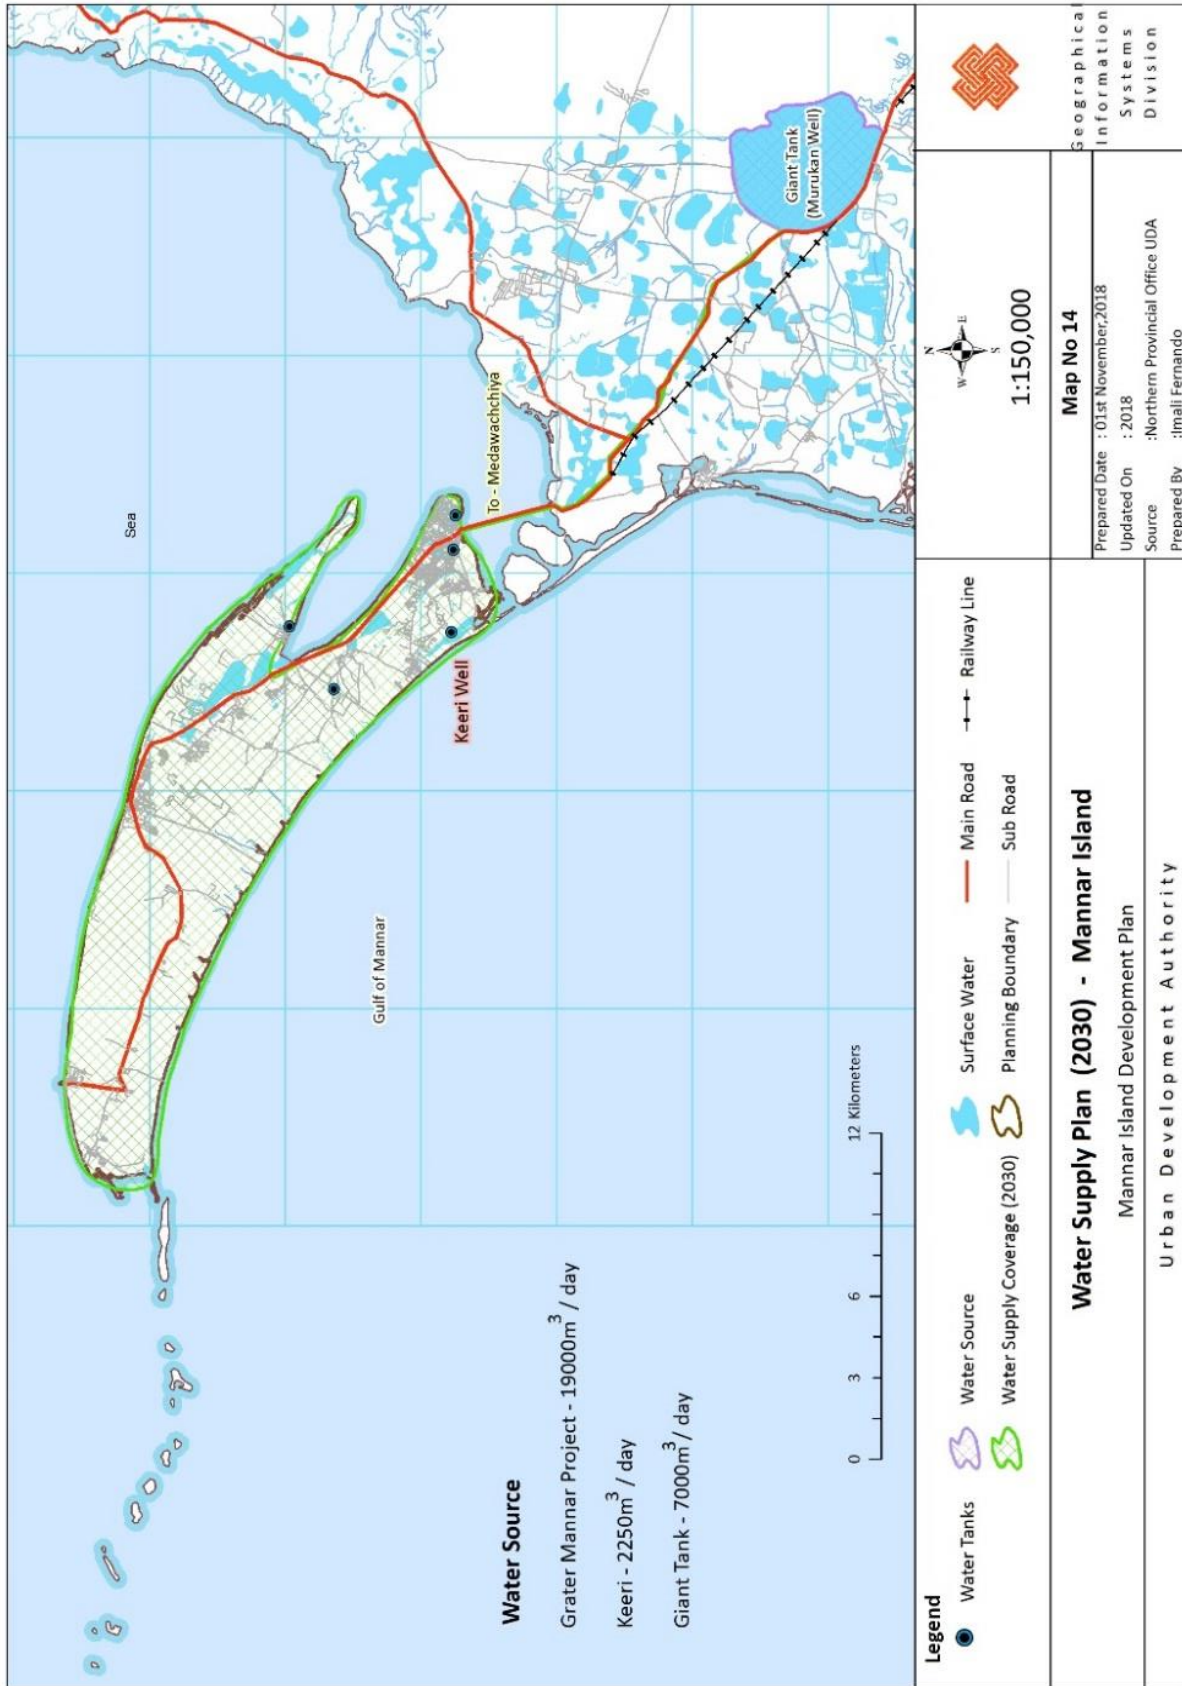 Sea
Gulf of Mannar
Keeri Well
To - Medawachchiya
Giant Tank
(Murukan Well)
Water Source
Grater Mannar Project - 19000m³ / day
Keeri - 2250m³ / day
Giant Tank - 7000m³ / day
0 3 6 12 Kilometers
Legend
Water Tanks
Water Source
Water Supply Coverage (2030)
Surface Water
Planning Boundary
Main Road
Sub Road
Railway Line
Water Supply Plan (2030) - Mannar Island
Mannar Island Development Plan
Urban Development Authority
N
W E
S
1:150,000
Map No 14
Prepared Date : 01st November,2018
Updated On : 2018
Source :Northern Provincial Office UDA
Prepared By :Imali Fernando
Geographical
Information
Systems
Division